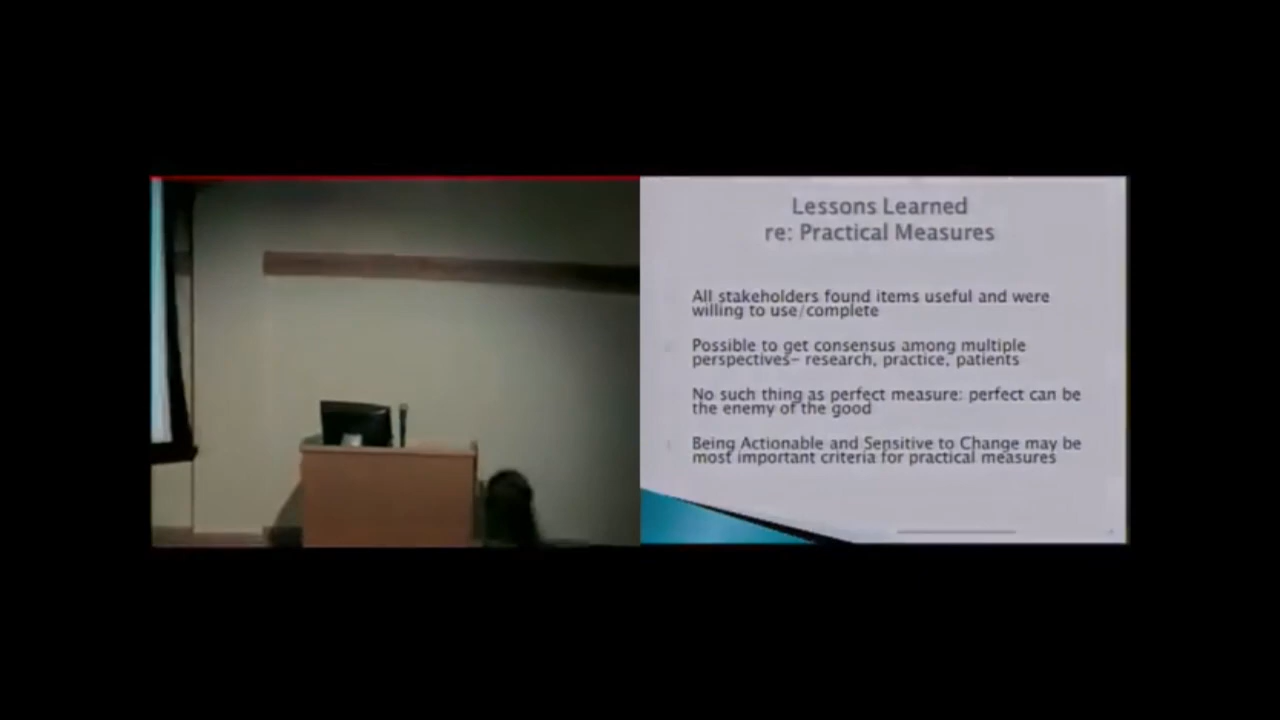 Lessons Learned
re: Practical Measures
All stakeholders found items useful and were
willing to use/complete
Possible to get consensus among multiple
perspectives- research, practice, patients
No such thing as perfect measure: perfect can be
the enemy of the good
Being Actionable and Sensitive to Change may be
most important criteria for practical measures